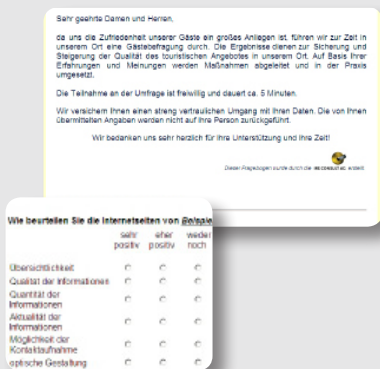 Sehr geehrte Damen und Herren,
da uns die Zufriedenheit unserer Gäste ein großes Anliegen ist, führen wir zur Zeit in
unserem Ort eine Gästebefragung durch. Die Ergebnisse dienen zur Sicherung und
Steigerung der Qualität des touristischen Angebotes in unserem Ort. Auf Basis Ihrer
Erfahrungen und Meinungen werden Maßnahmen abgeleitet und in der Praxis
umgesetzt.
Die Teilnahme an der Umfrage ist freiwillig und dauert ca. 5 Minuten.
Wir versichern Ihnen einen streng vertraulichen Umgang mit Ihren Daten. Die von Ihnen
übermittelten Angaben werden nicht auf Ihre Person zurückgeführt.
Wir bedanken uns sehr herzlich für Ihre Unterstützung und Ihre Zeit!
Dieser Fragebogen wurde durch die erstellt.
Wie beurteilen Sie die Internetseiten von
sehr eher weder
positiv positiv noch
Übersichtlichkeit
Qualität der Informationen
Quantität der
Informationen
Aktualität der
Informationen
Möglichkeit der
Kontaktaufnahme
optische Gestaltung